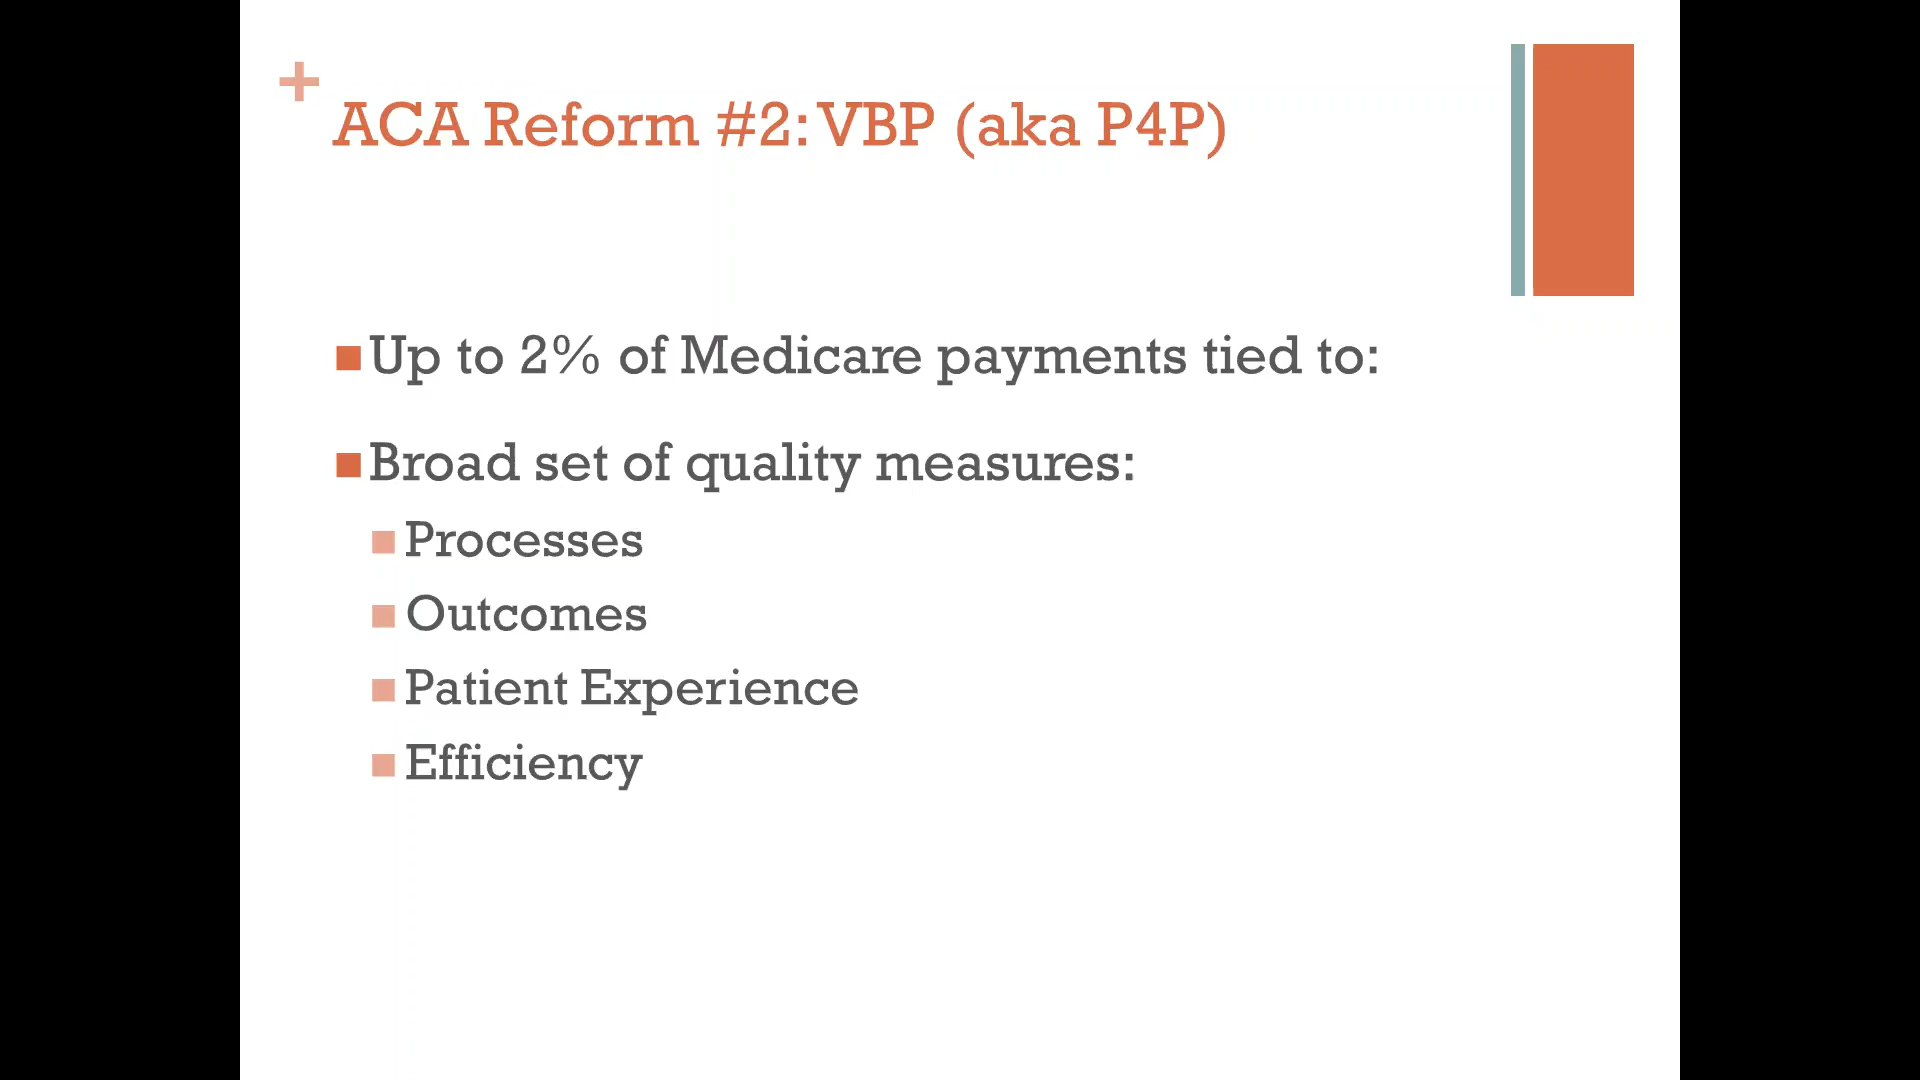 +
ACA Reform #2: VBP (aka P4P)
Up to 2% of Medicare payments tied to:
Broad set of quality measures:
Processes
Outcomes
Patient Experience
Efficiency